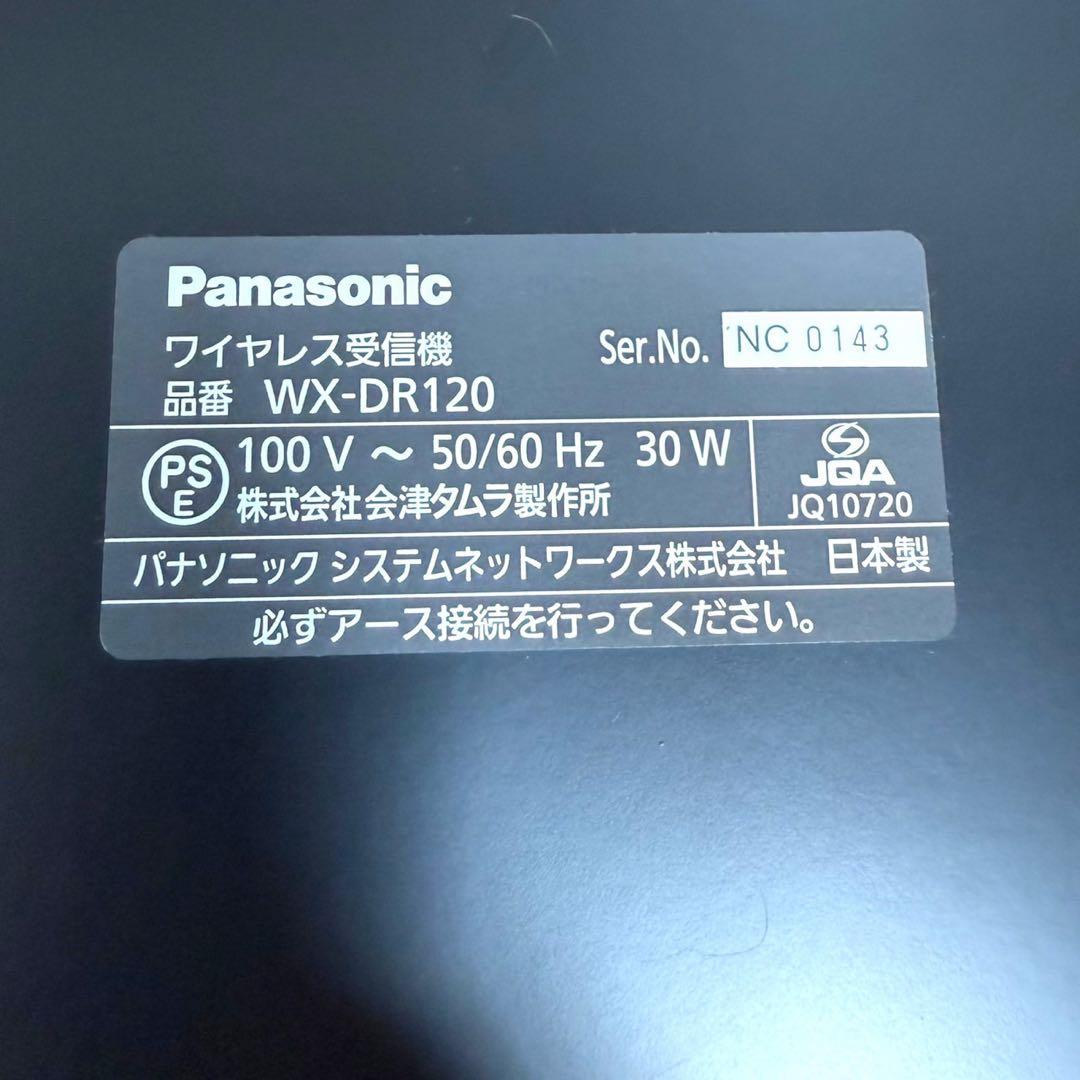 Panasonic
ワイヤレス受信機 Ser.No. NC 0143
品番 WX-DR120
PS E 100 V ～ 50/60 Hz 30 W JQA
株式会社会津タムラ製作所 JQ10720
パナソニック システムネットワークス株式会社 日本製
必ずアース接続を行ってください。